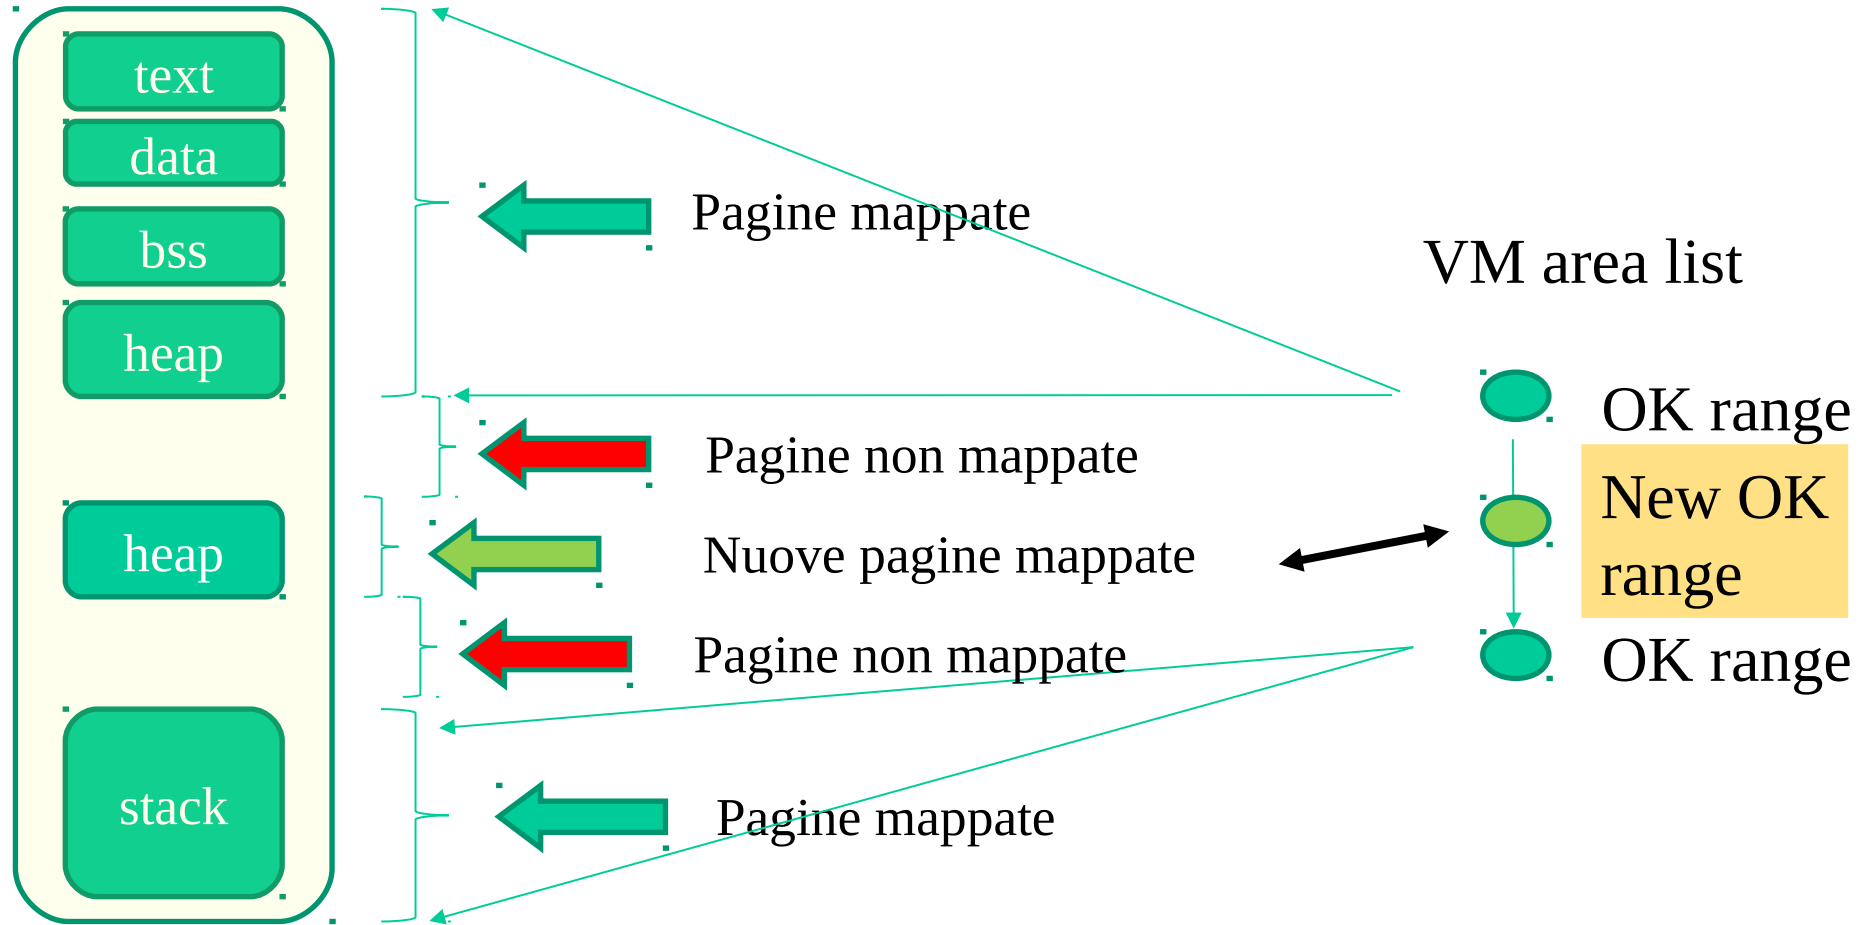 text
data
bss
heap
heap
stack
Pagine mappate
Pagine non mappate
Nuove pagine mappate
Pagine non mappate
Pagine mappate
VM area list
OK range
New OK
range
OK range